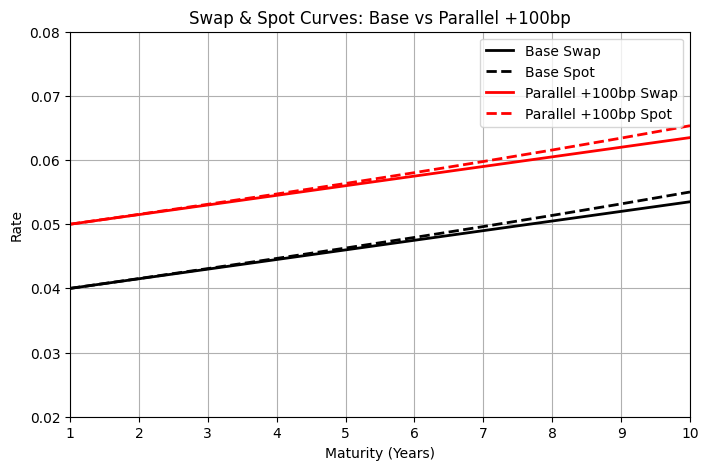 Swap & Spot Curves: Base vs Parallel +100bp
Base Swap
Base Spot
Parallel +100bp Swap
Parallel +100bp Spot
0.08
0.07
0.06
0.05
0.04
0.03
0.02
Rate
1 2 3 4 5 6 7 8 9 10
Maturity (Years)